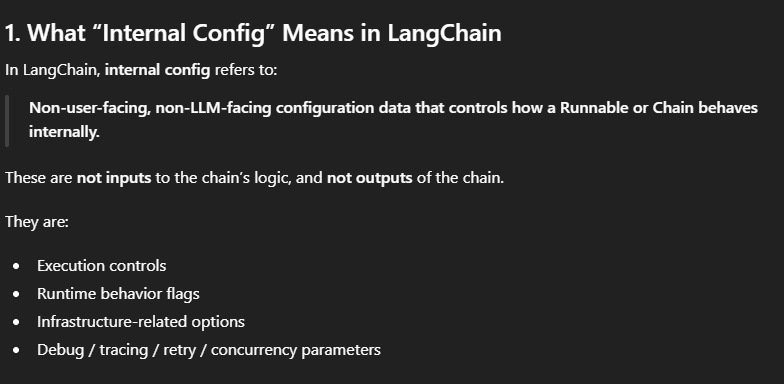 1. What “Internal Config” Means in LangChain
In LangChain, internal config refers to:
Non-user-facing, non-LLM-facing configuration data that controls how a Runnable or Chain behaves
internally.
These are not inputs to the chain’s logic, and not outputs of the chain.
They are:
• Execution controls
• Runtime behavior flags
• Infrastructure-related options
• Debug / tracing / retry / concurrency parameters